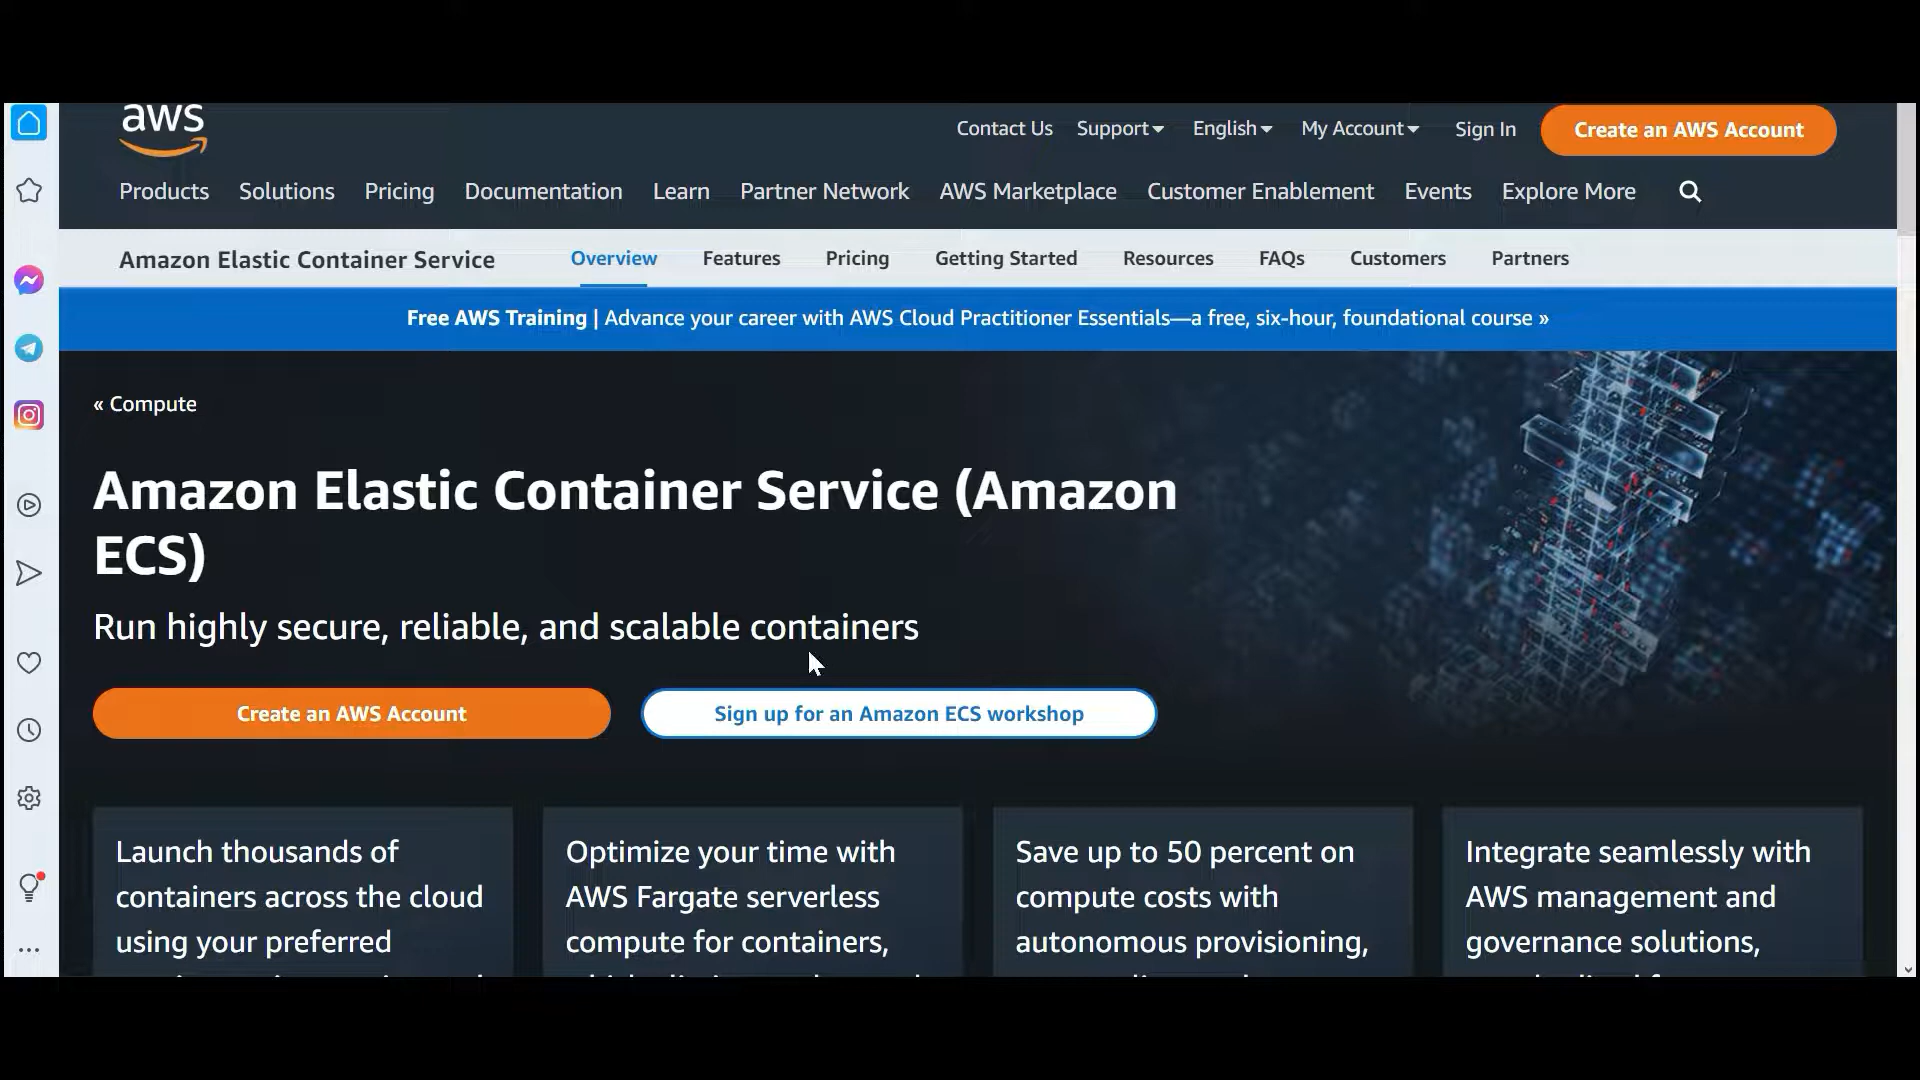 aws
Contact Us Support English My Account Sign In Create an AWS Account
Products Solutions Pricing Documentation Learn Partner Network AWS Marketplace Customer Enablement Events Explore More
Amazon Elastic Container Service Overview Features Pricing Getting Started Resources FAQs Customers Partners
Free AWS Training | Advance your career with AWS Cloud Practitioner Essentials—a free, six-hour, foundational course »
« Compute
Amazon Elastic Container Service (Amazon
ECS)
Run highly secure, reliable, and scalable containers
Create an AWS Account
Sign up for an Amazon ECS workshop
Launch thousands of
containers across the cloud
using your preferred
Optimize your time with
AWS Fargate serverless
compute for containers,
Save up to 50 percent on
compute costs with
autonomous provisioning,
Integrate seamlessly with
AWS management and
governance solutions,